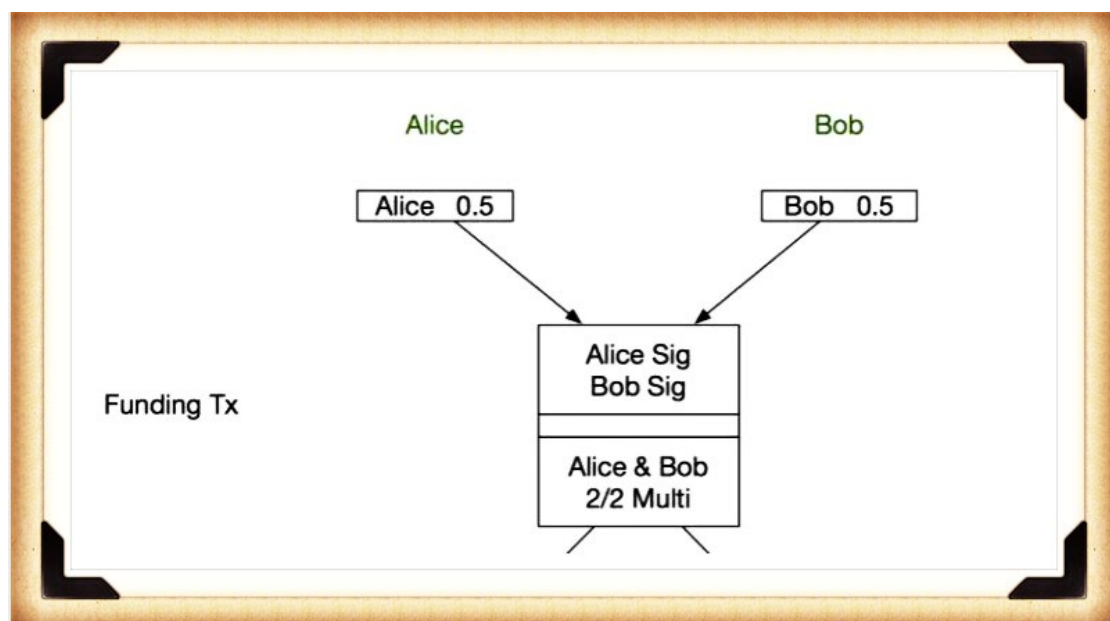 Alice
Bob
Alice 0.5
Bob 0.5
Alice Sig
Bob Sig
Funding Tx
Alice & Bob
2/2 Multi